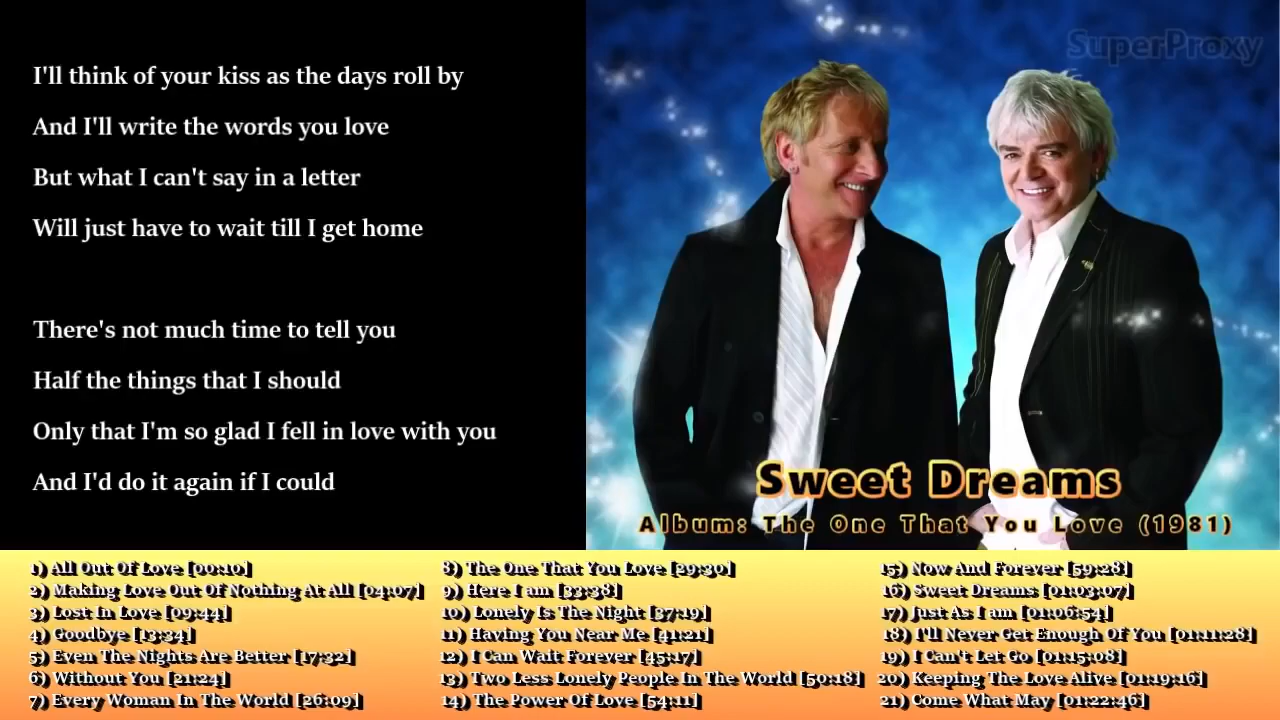 I'll think of your kiss as the days roll by
And I'll write the words you love
But what I can't say in a letter
Will just have to wait till I get home
There's not much time to tell you
Half the things that I should
Only that I'm so glad I fell in love with you
And I'd do it again if I could
SuperProxy
Sweet Dreams
Album: The One That You Love (1981)
1) All Out Of Love [00:10]
2) Making Love Out Of Nothing At All [04:07]
3) Lost In Love [09:44]
4) Goodbye [13:34]
5) Even The Nights Are Better [17:32]
6) Without You [21:24]
7) Every Woman In The World [26:09]
8) The One That You Love [29:30]
9) Here I am [33:38]
10) Lonely Is The Night [37:19]
11) Having You Near Me [41:21]
12) I Can Wait Forever [45:17]
13) Two Less Lonely People In The World [50:18]
14) The Power Of Love [54:11]
15) Now And Forever [59:28]
16) Sweet Dreams [01:03:07]
17) Just As I am [01:06:54]
18) I'll Never Get Enough Of You [01:11:28]
19) I Can't Let Go [01:15:08]
20) Keeping The Love Alive [01:19:16]
21) Come What May [01:22:46]